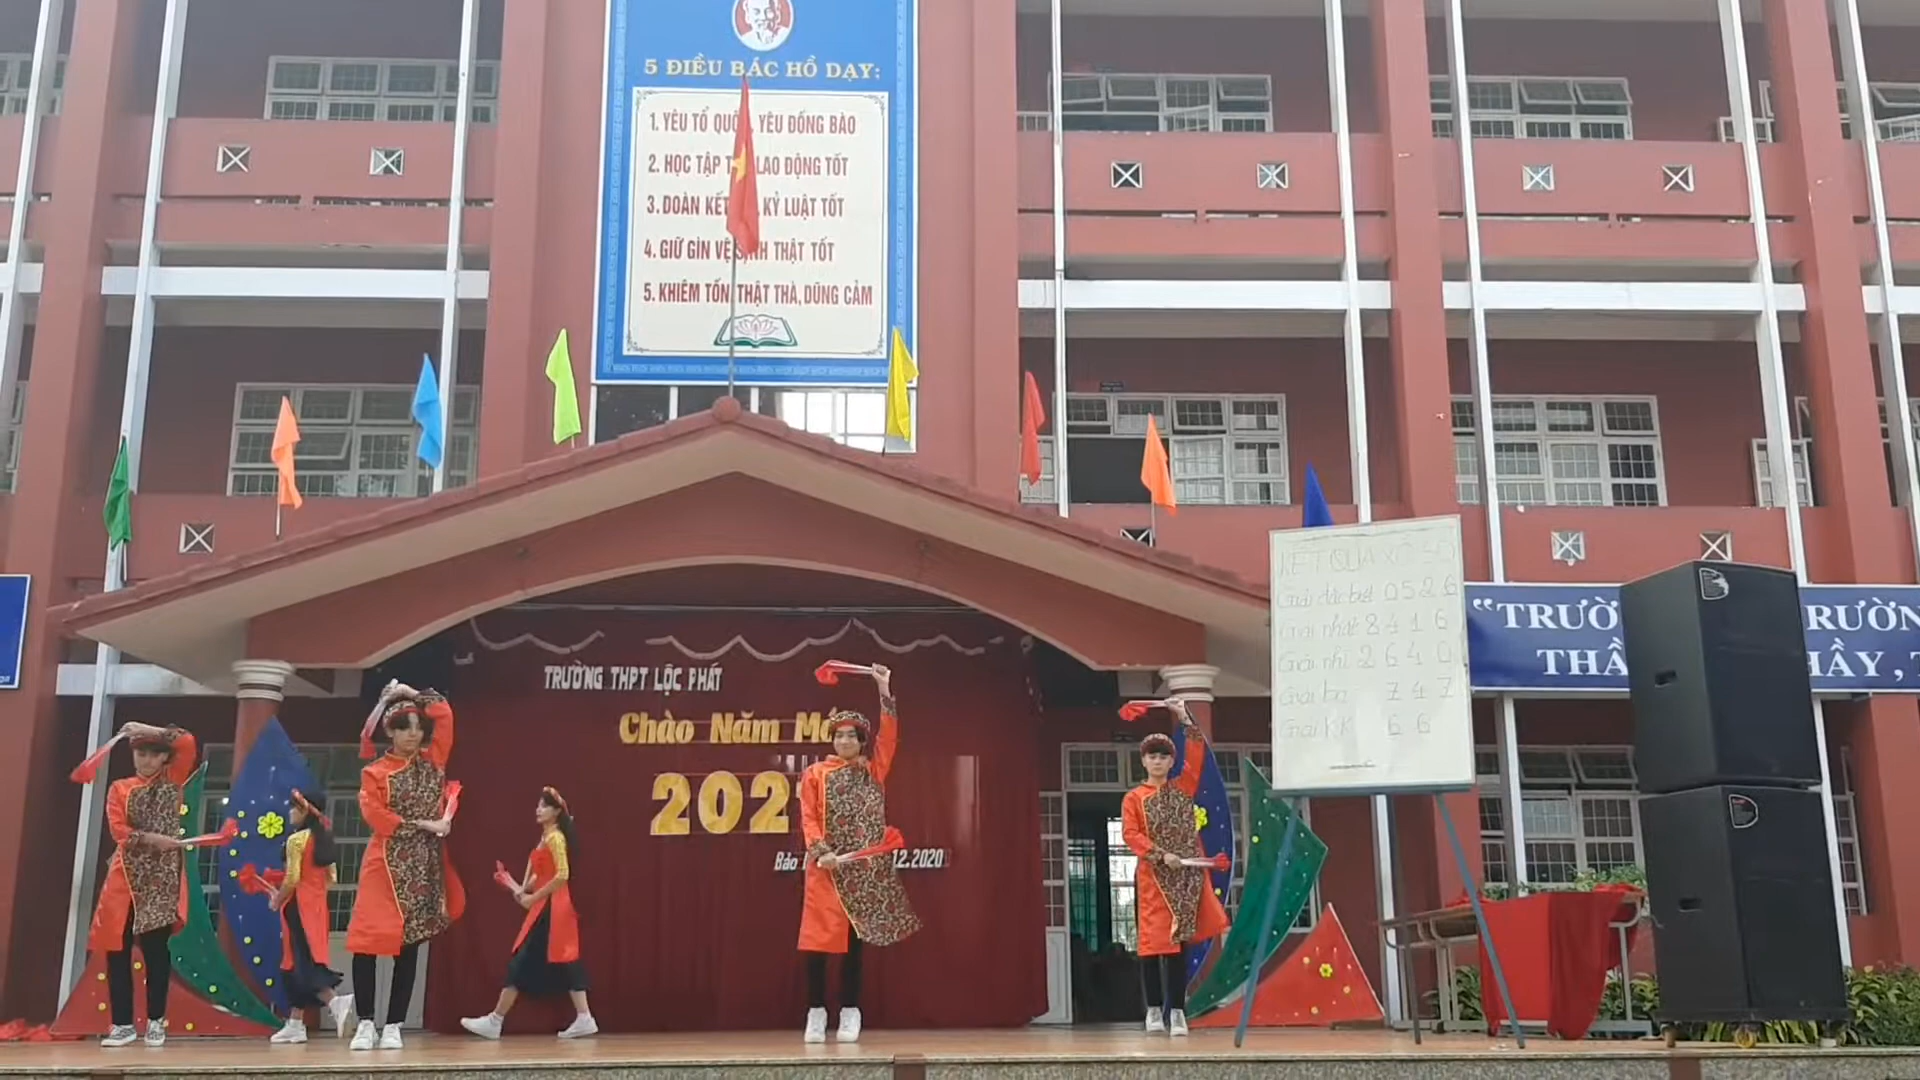 5 ĐIỀU BÁC HỒ DẠY:
1. YÊU TỔ QUỐC, YÊU ĐỒNG BÀO
2. HỌC TẬP T LAO ĐỘNG TỐT
3. ĐOÀN KẾT KỶ LUẬT TỐT
4. GIỮ GÌN VỆ SINH THẬT TỐT
5. KHIÊM TỐN, THẬT THÀ, DŨNG CẢM
KẾT QUẢ XỔ SỐ
Giải đặc biệt 0526
Giải nhất 8416
Giải nhì 2640
Giải ba 747
Giải KK 66
"TRƯỜ RƯỜN
THẦ HẦY, T
TRƯỜNG THPT LỘC PHÁT
Chào Năm Mớ
202
Bảo 12.2020